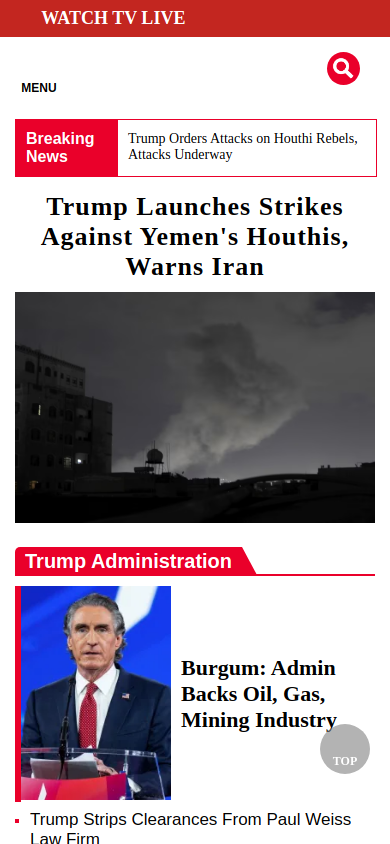 WATCH TV LIVE
MENU
Breaking News
Trump Orders Attacks on Houthi Rebels,
Attacks Underway
Trump Launches Strikes
Against Yemen's Houthis,
Warns Iran
Trump Administration
Burgum: Admin
Backs Oil, Gas,
Mining Industry
TOP
Trump Strips Clearances From Paul Weiss
Law Firm